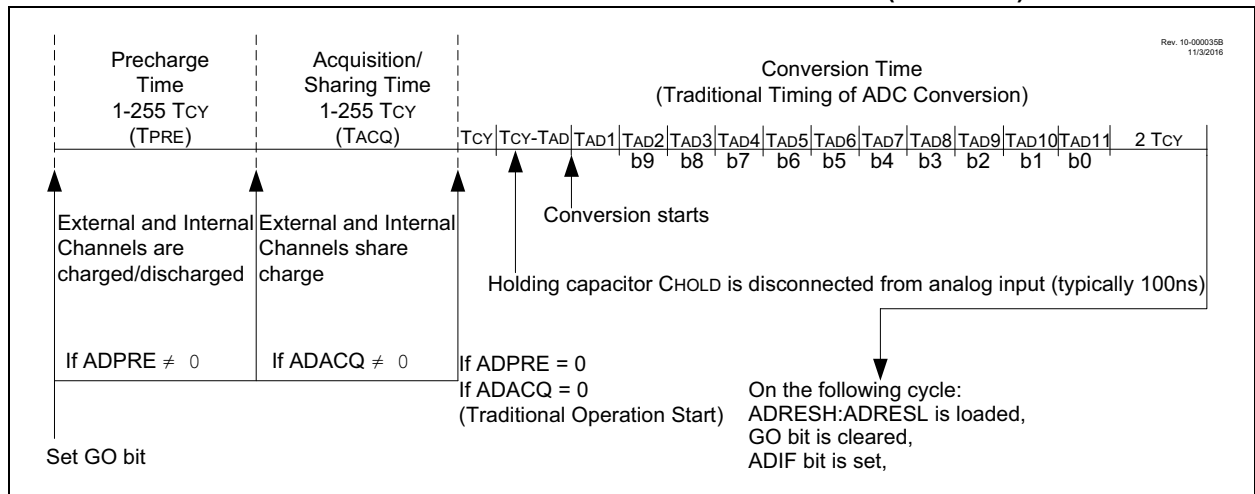 Rev. 10-000035B
11/3/2016
Precharge
Time
1-255 TCY
(TPRE)
Acquisition/
Sharing Time
1-255 TCY
(TACQ)
Conversion Time
(Traditional Timing of ADC Conversion)
TCY TCY-TAD TAD1 TAD2 TAD3 TAD4 TAD5 TAD6 TAD7 TAD8 TAD9 TAD10 TAD11 2 TCY
b9 b8 b7 b6 b5 b4 b3 b2 b1 b0
External and Internal
Channels are
charged/discharged
External and Internal
Channels share
charge
Conversion starts
Holding capacitor CHOLD is disconnected from analog input (typically 100ns)
If ADPRE ≠ 0
If ADACQ ≠ 0
If ADPRE = 0
If ADACQ = 0
(Traditional Operation Start)
On the following cycle:
ADRESH:ADRESL is loaded,
GO bit is cleared,
ADIF bit is set,
Set GO bit